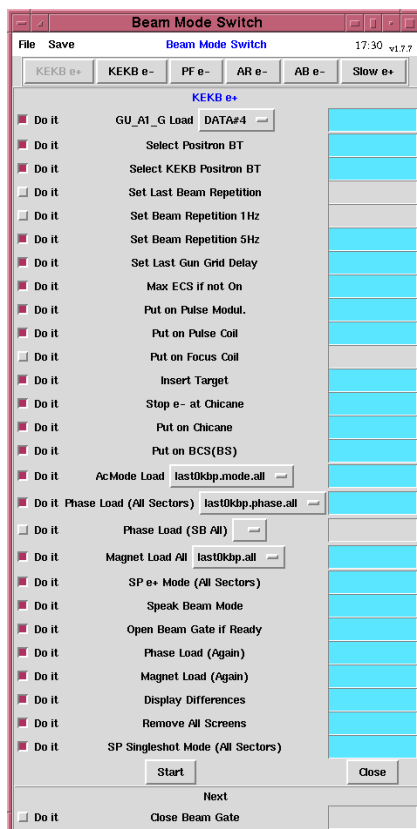 Beam Mode Switch
File Save Beam Mode Switch 17:30 v1.7.7
KEKB e+ KEKB e- PF e- AR e- AB e- Slow e+
KEKB e+
Do it GU_A1_G Load DATA#4
Do it Select Positron BT
Do it Select KEKB Positron BT
Do it Set Last Beam Repetition
Do it Set Beam Repetition 1Hz
Do it Set Beam Repetition 5Hz
Do it Set Last Gun Grid Delay
Do it Max ECS if not On
Do it Put on Pulse Modul.
Do it Put on Pulse Coil
Do it Put on Focus Coil
Do it Insert Target
Do it Stop e- at Chicane
Do it Put on Chicane
Do it Put on BCS(BS)
Do it AcMode Load last0kbp.mode.all
Do it Phase Load (All Sectors) last0kbp.phase.all
Do it Phase Load (SB All)
Do it Magnet Load All last0kbp.all
Do it SP e+ Mode (All Sectors)
Do it Speak Beam Mode
Do it Open Beam Gate if Ready
Do it Phase Load (Again)
Do it Magnet Load (Again)
Do it Display Differences
Do it Remove All Screens
Do it SP Singleshot Mode (All Sectors)
Start Close
Next
Do it Close Beam Gate